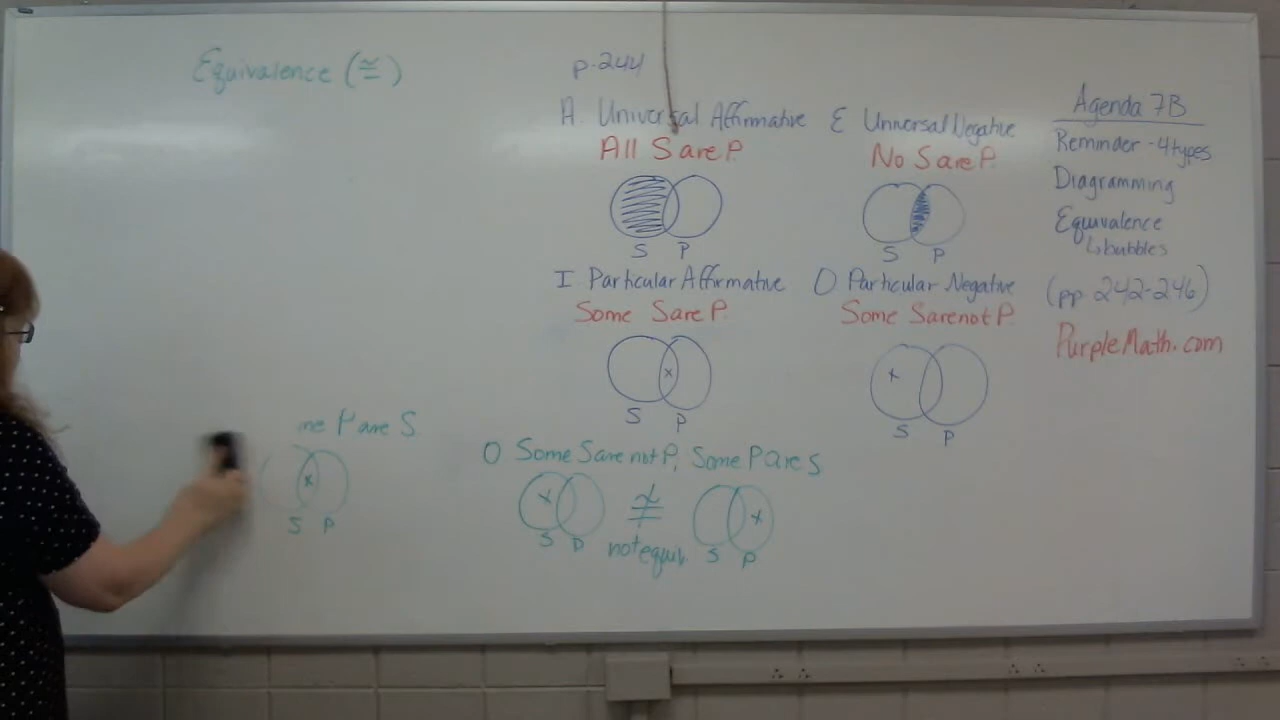 Equivalence (≅)
p.244
A. Universal Affirmative
All S are P.
S P
E Universal Negative
No S are P.
S P
I Particular Affirmative
Some S are P.
x
S P
O Particular Negative
Some S are not P.
x
S P
me P are S
x
S P
O Some S are not P, Some P are S
x ≇ x
S P not equiv. S P
Agenda 7B
Reminder - 4 types
Diagramming
Equivalence
↳ bubbles
(pp 242-246)
PurpleMath.com